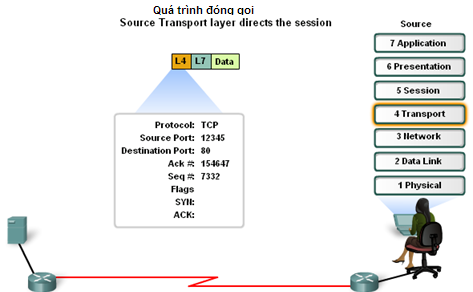 Quá trình đóng gọi
Source Transport layer directs the session
L4 L7 Data
Protocol: TCP
Source Port: 12345
Destination Port: 80
Ack #: 154647
Seq #: 7332
Flags
SYN:
ACK:
Source
7 Application
6 Presentation
5 Session
4 Transport
3 Network
2 Data Link
1 Physical